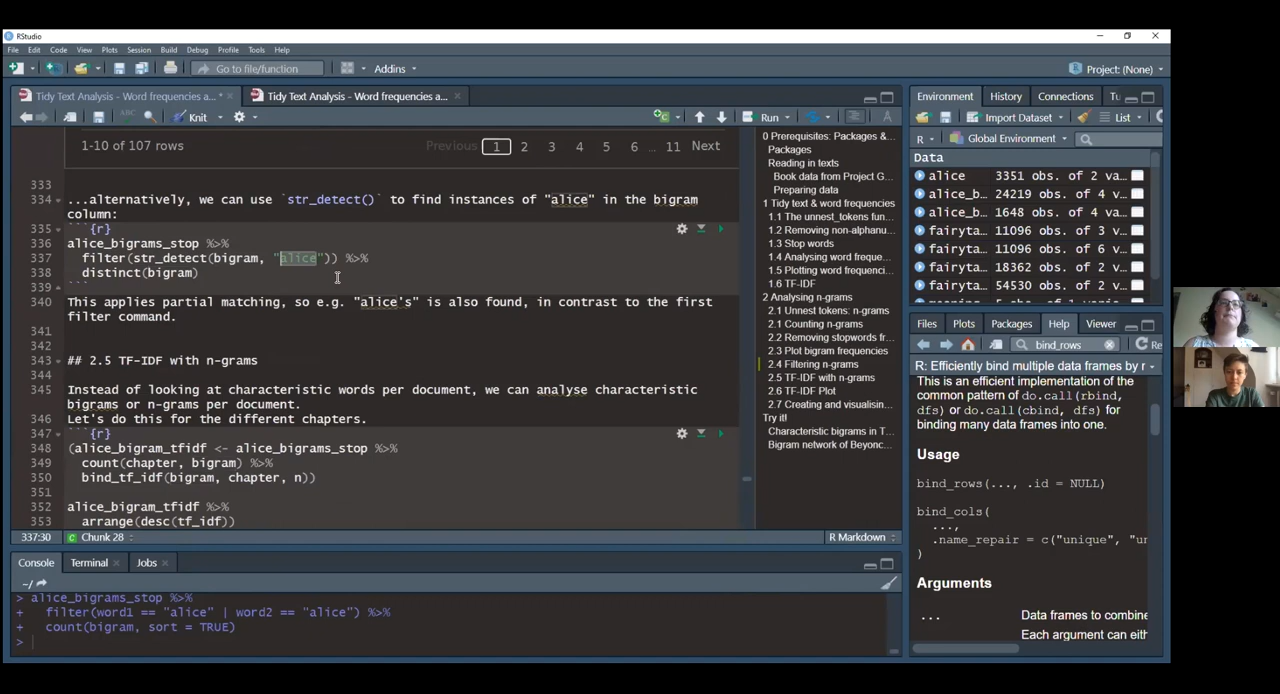 RStudio
File Edit Code View Plots Session Build Debug Profile Tools Help
Go to file/function
Addins
Project: (None)
Tidy Text Analysis - Word frequencies a... *
Tidy Text Analysis - Word frequencies a...
Knit
Run
1-10 of 107 rows
Previous 1 2 3 4 5 6 ... 11 Next
333
334 ...alternatively, we can use `str_detect()` to find instances of "alice" in the bigram
column:
335 ```{r}
336 alice_bigrams_stop %>%
337 filter(str_detect(bigram, "alice")) %>%
338 distinct(bigram)
339 ```
340 This applies partial matching, so e.g. "alice's" is also found, in contrast to the first
filter command.
341
342
343 ## 2.5 TF-IDF with n-grams
344
345 Instead of looking at characteristic words per document, we can analyse characteristic
bigrams or n-grams per document.
346 Let's do this for the different chapters.
347 ```{r}
348 (alice_bigram_tfidf <- alice_bigrams_stop %>%
349 count(chapter, bigram) %>%
350 bind_tf_idf(bigram, chapter, n))
351
352 alice_bigram_tfidf %>%
353 arrange(desc(tf_idf))
337:30 Chunk 28 R Markdown
0 Prerequisites: Packages &...
Packages
Reading in texts
Book data from Project G...
Preparing data
1 Tidy text & word frequencies
1.1 The unnest_tokens fun...
1.2 Removing non-alphanu...
1.3 Stop words
1.4 Analysing word freque...
1.5 Plotting word frequenci...
1.6 TF-IDF
2 Analysing n-grams
2.1 Unnest tokens: n-grams
2.1 Counting n-grams
2.2 Removing stopwords fr...
2.3 Plot bigram frequencies
2.4 Filtering n-grams
2.5 TF-IDF with n-grams
2.6 TF-IDF Plot
2.7 Creating and visualisin...
Try it!
Characteristic bigrams in T...
Bigram network of Beyonc...
Console Terminal Jobs
~/
> alice_bigrams_stop %>%
+ filter(word1 == "alice" | word2 == "alice") %>%
+ count(bigram, sort = TRUE)
>
Environment History Connections Tu
Import Dataset List
R Global Environment
Data
alice 3351 obs. of 2 va...
alice_b... 24219 obs. of 4 v...
alice_b... 1648 obs. of 4 va...
fairyta... 11096 obs. of 3 v...
fairyta... 11096 obs. of 6 v...
fairyta... 18362 obs. of 2 v...
fairyta... 54530 obs. of 2 v...
Files Plots Packages Help Viewer
bind_rows
Re
R: Efficiently bind multiple data frames by r
This is an efficient implementation of the
common pattern of do.call(rbind,
dfs) or do.call(cbind, dfs) for
binding many data frames into one.
Usage
bind_rows(..., .id = NULL)
bind_cols(
...,
.name_repair = c("unique", "un
)
Arguments
... Data frames to combine
Each argument can eith